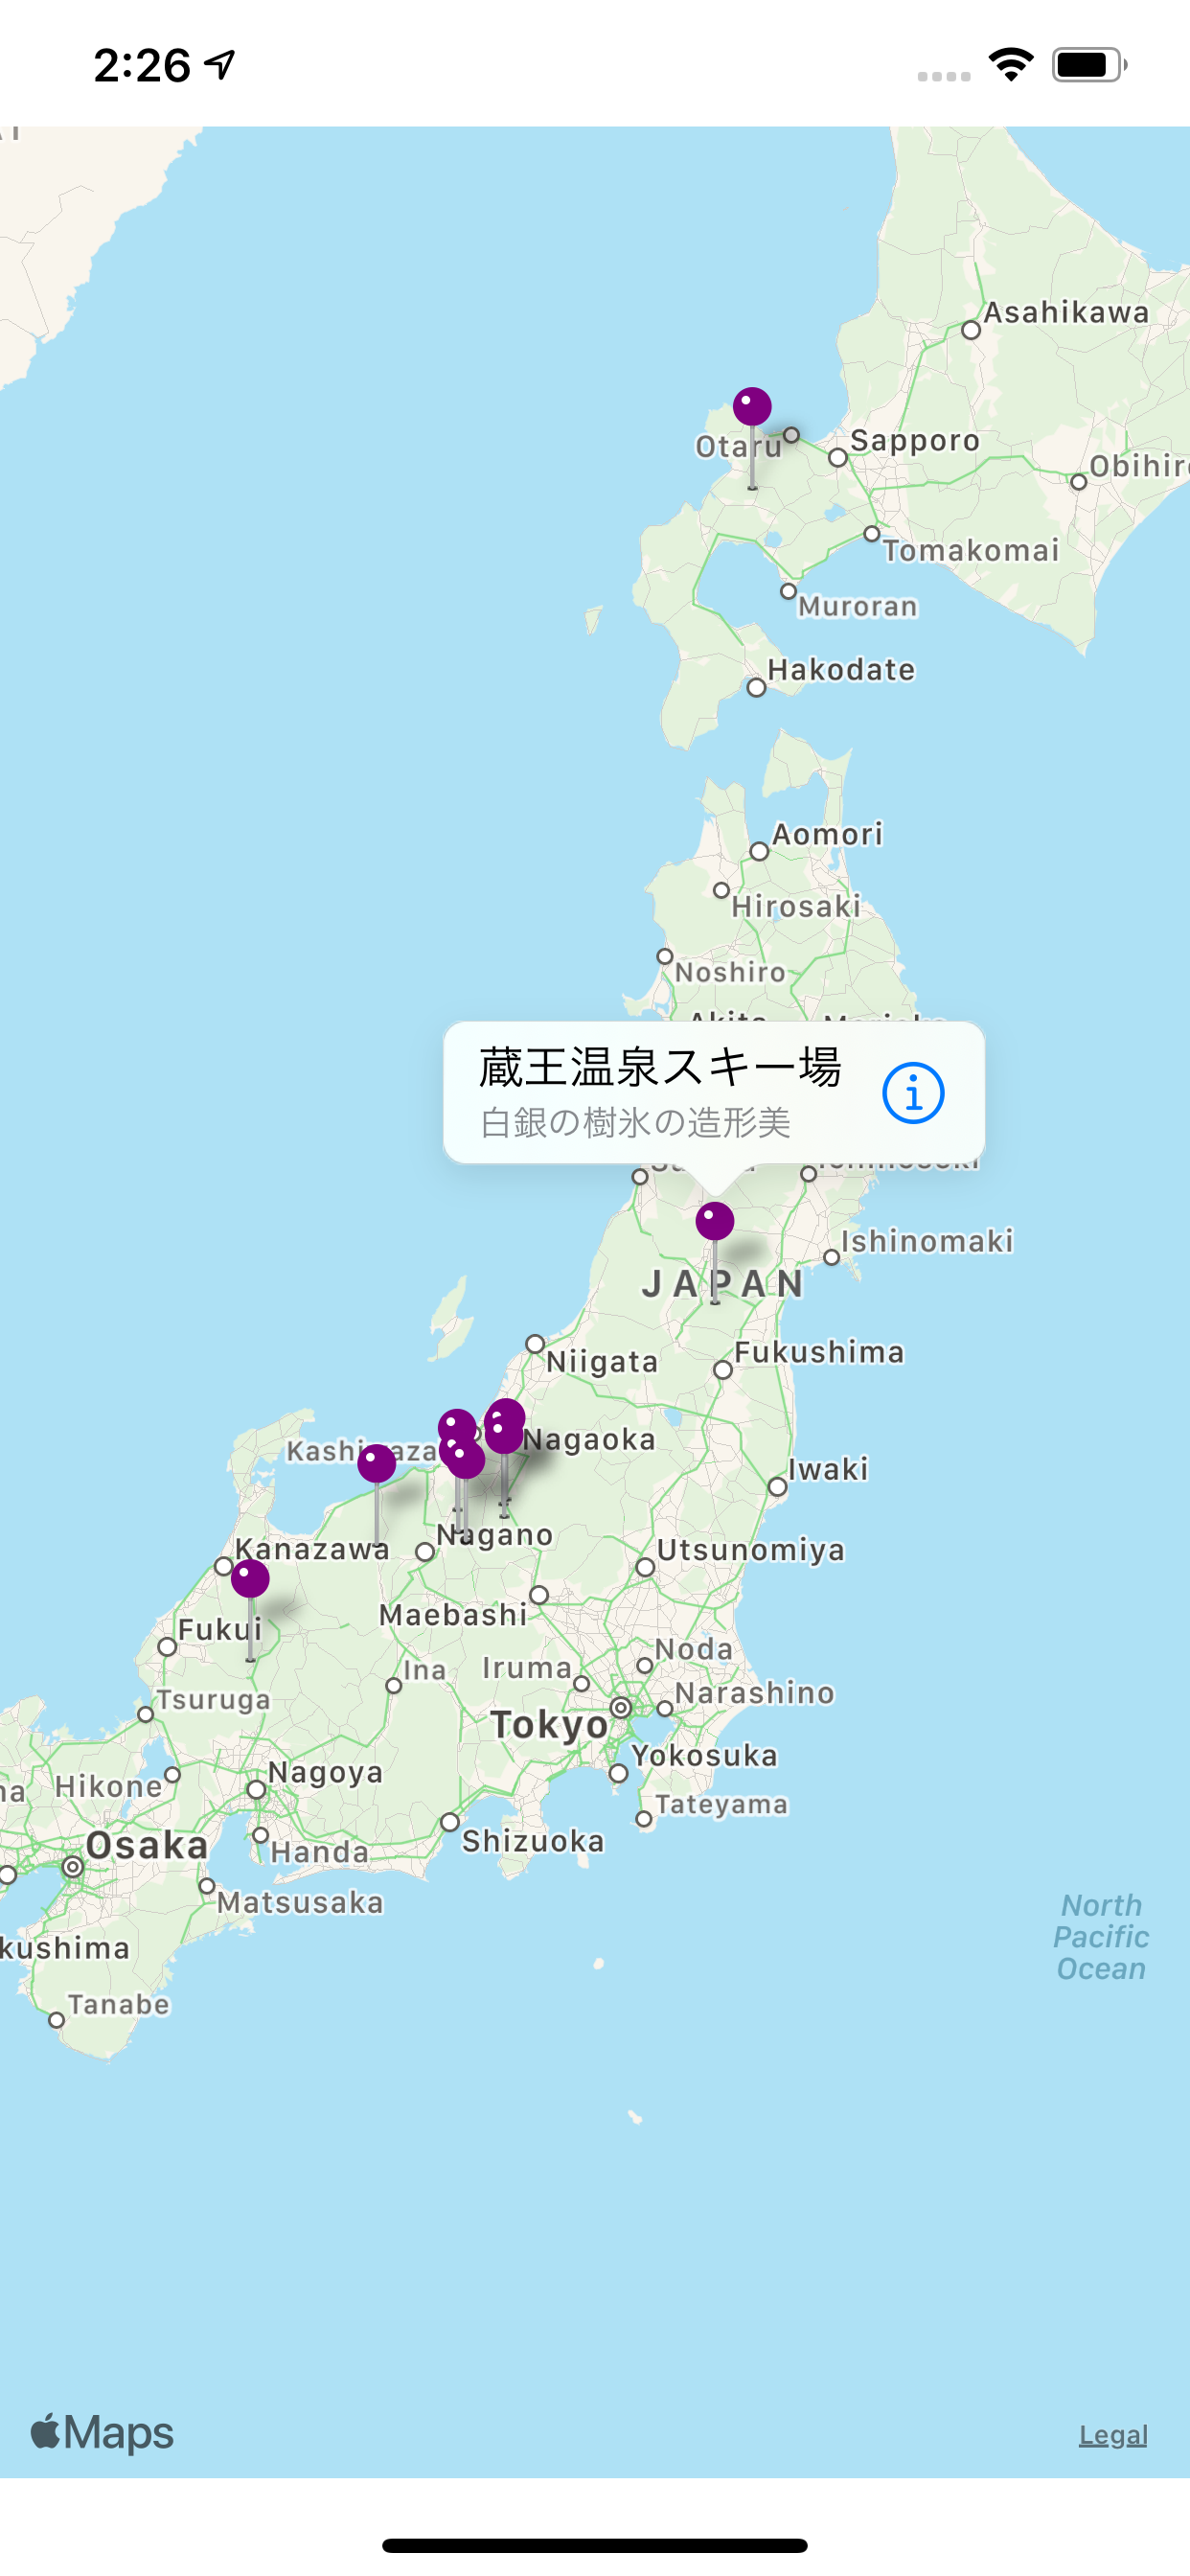 2:26
Asahikawa
Otaru
Sapporo
Obihir
Tomakomai
Muroran
Hakodate
Aomori
Hirosaki
Noshiro
蔵王温泉スキー場
白銀の樹氷の造形美
Ishinomaki
JAPAN
Fukushima
Niigata
Nagaoka
Iwaki
Nagano
Kanazawa
Utsunomiya
Maebashi
Fukui
Noda
Ina
Iruma
Narashino
Tsuruga
Tokyo
Yokosuka
Nagoya
Hikone
Tateyama
Shizuoka
Osaka
Handa
Matsusaka
North
Pacific
Ocean
kushima
Tanabe
Maps
Legal